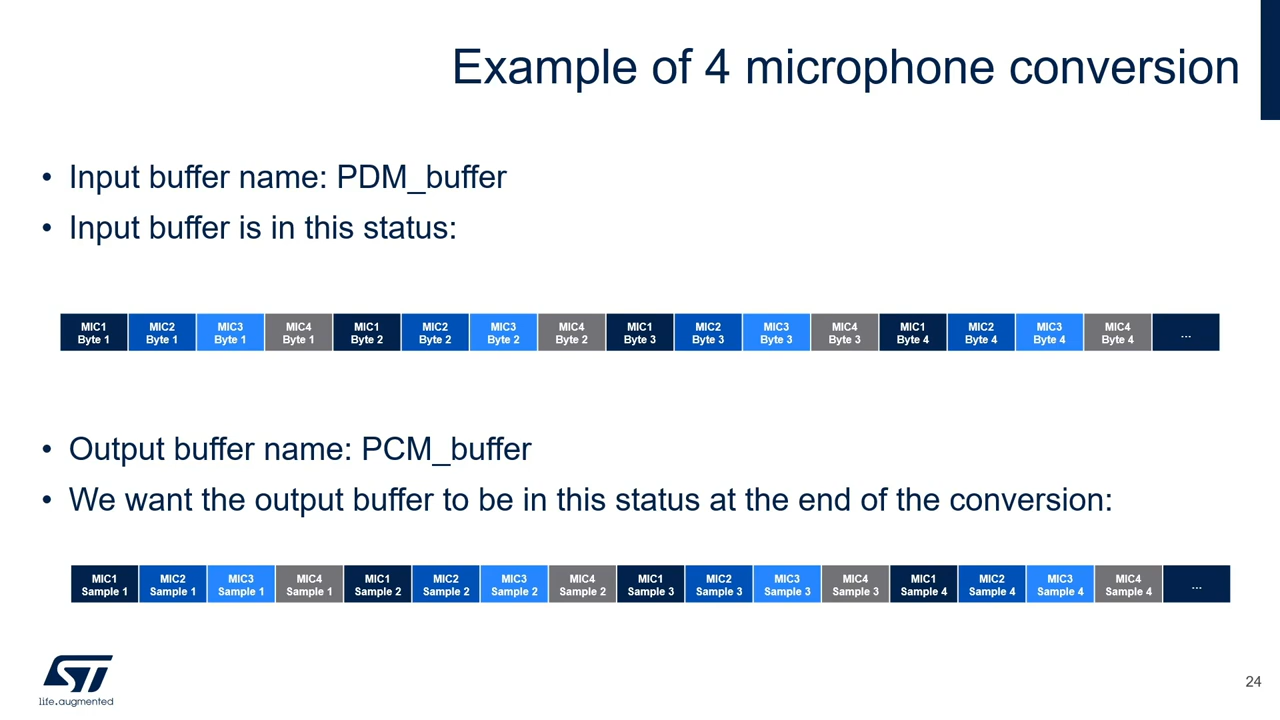 Example of 4 microphone conversion
• Input buffer name: PDM_buffer
• Input buffer is in this status:
MIC1 MIC2 MIC3 MIC4 MIC1 MIC2 MIC3 MIC4 MIC1 MIC2 MIC3 MIC4 MIC1 MIC2 MIC3 MIC4
Byte 1 Byte 1 Byte 1 Byte 1 Byte 2 Byte 2 Byte 2 Byte 2 Byte 3 Byte 3 Byte 3 Byte 3 Byte 4 Byte 4 Byte 4 Byte 4 ...
• Output buffer name: PCM_buffer
• We want the output buffer to be in this status at the end of the conversion:
MIC1 MIC2 MIC3 MIC4 MIC1 MIC2 MIC3 MIC4 MIC1 MIC2 MIC3 MIC4 MIC1 MIC2 MIC3 MIC4
Sample 1 Sample 1 Sample 1 Sample 1 Sample 2 Sample 2 Sample 2 Sample 2 Sample 3 Sample 3 Sample 3 Sample 3 Sample 4 Sample 4 Sample 4 Sample 4 ...
ST
life.augmented
24